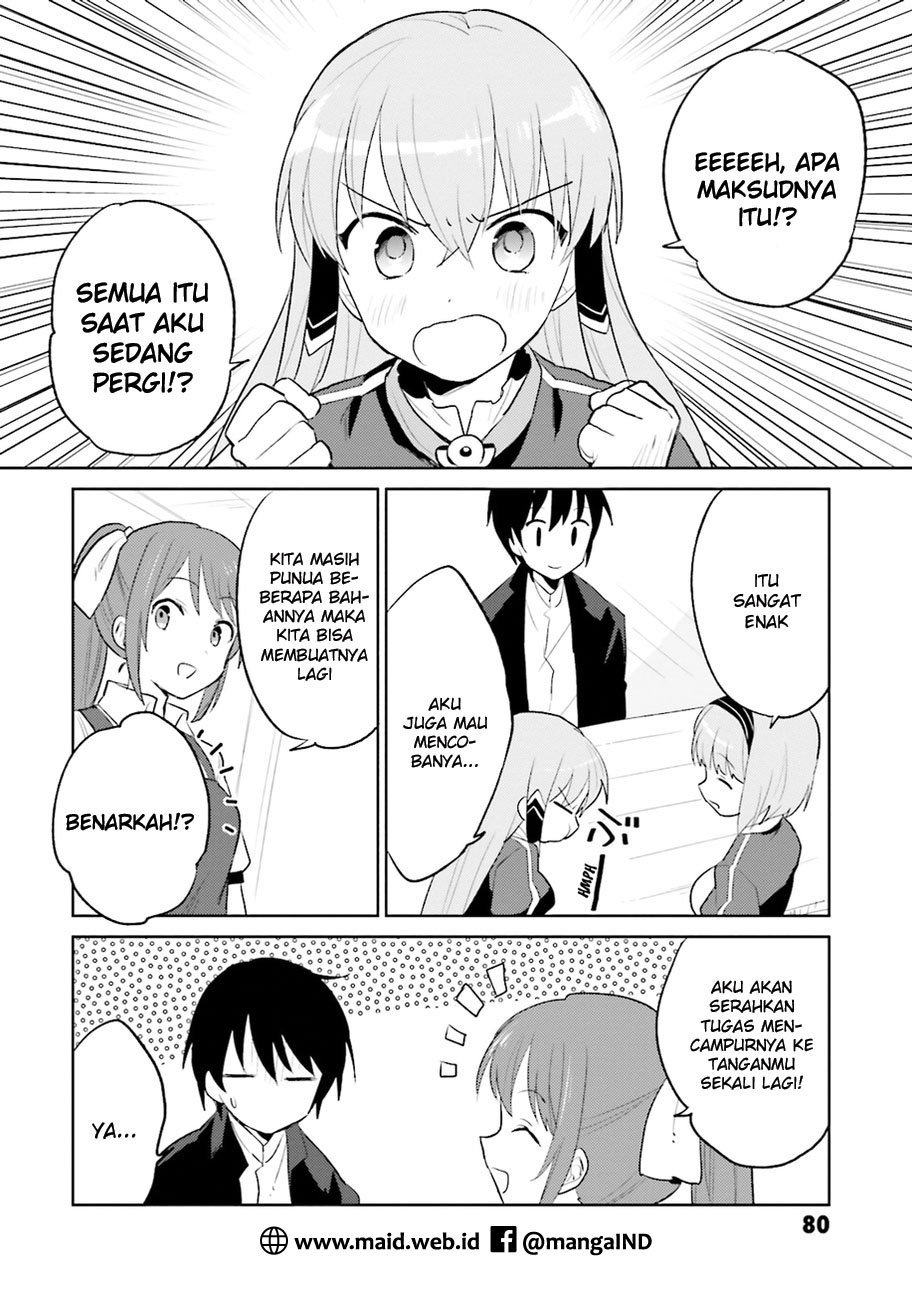 EEEEEH, APA
MAKSUDNYA
ITU!?
SEMUA ITU
SAAT AKU
SEDANG
PERGI!?
ITU
SANGAT
ENAK
AKU
JUGA MAU
MENCO-
BANYA...
HMPH
KITA MASIH
PUNUA BE-
BERAPA BAH-
ANNYA MAKA
KITA BISA
MEMBUATNYA
LAGI
BENARKAH!?
AKU AKAN
SERAHKAN
TUGAS MEN-
CAMPURNYA KE
TANGANMU
SEKALI LAGI!
YA...
80
www.maid.web.id @mangaIND